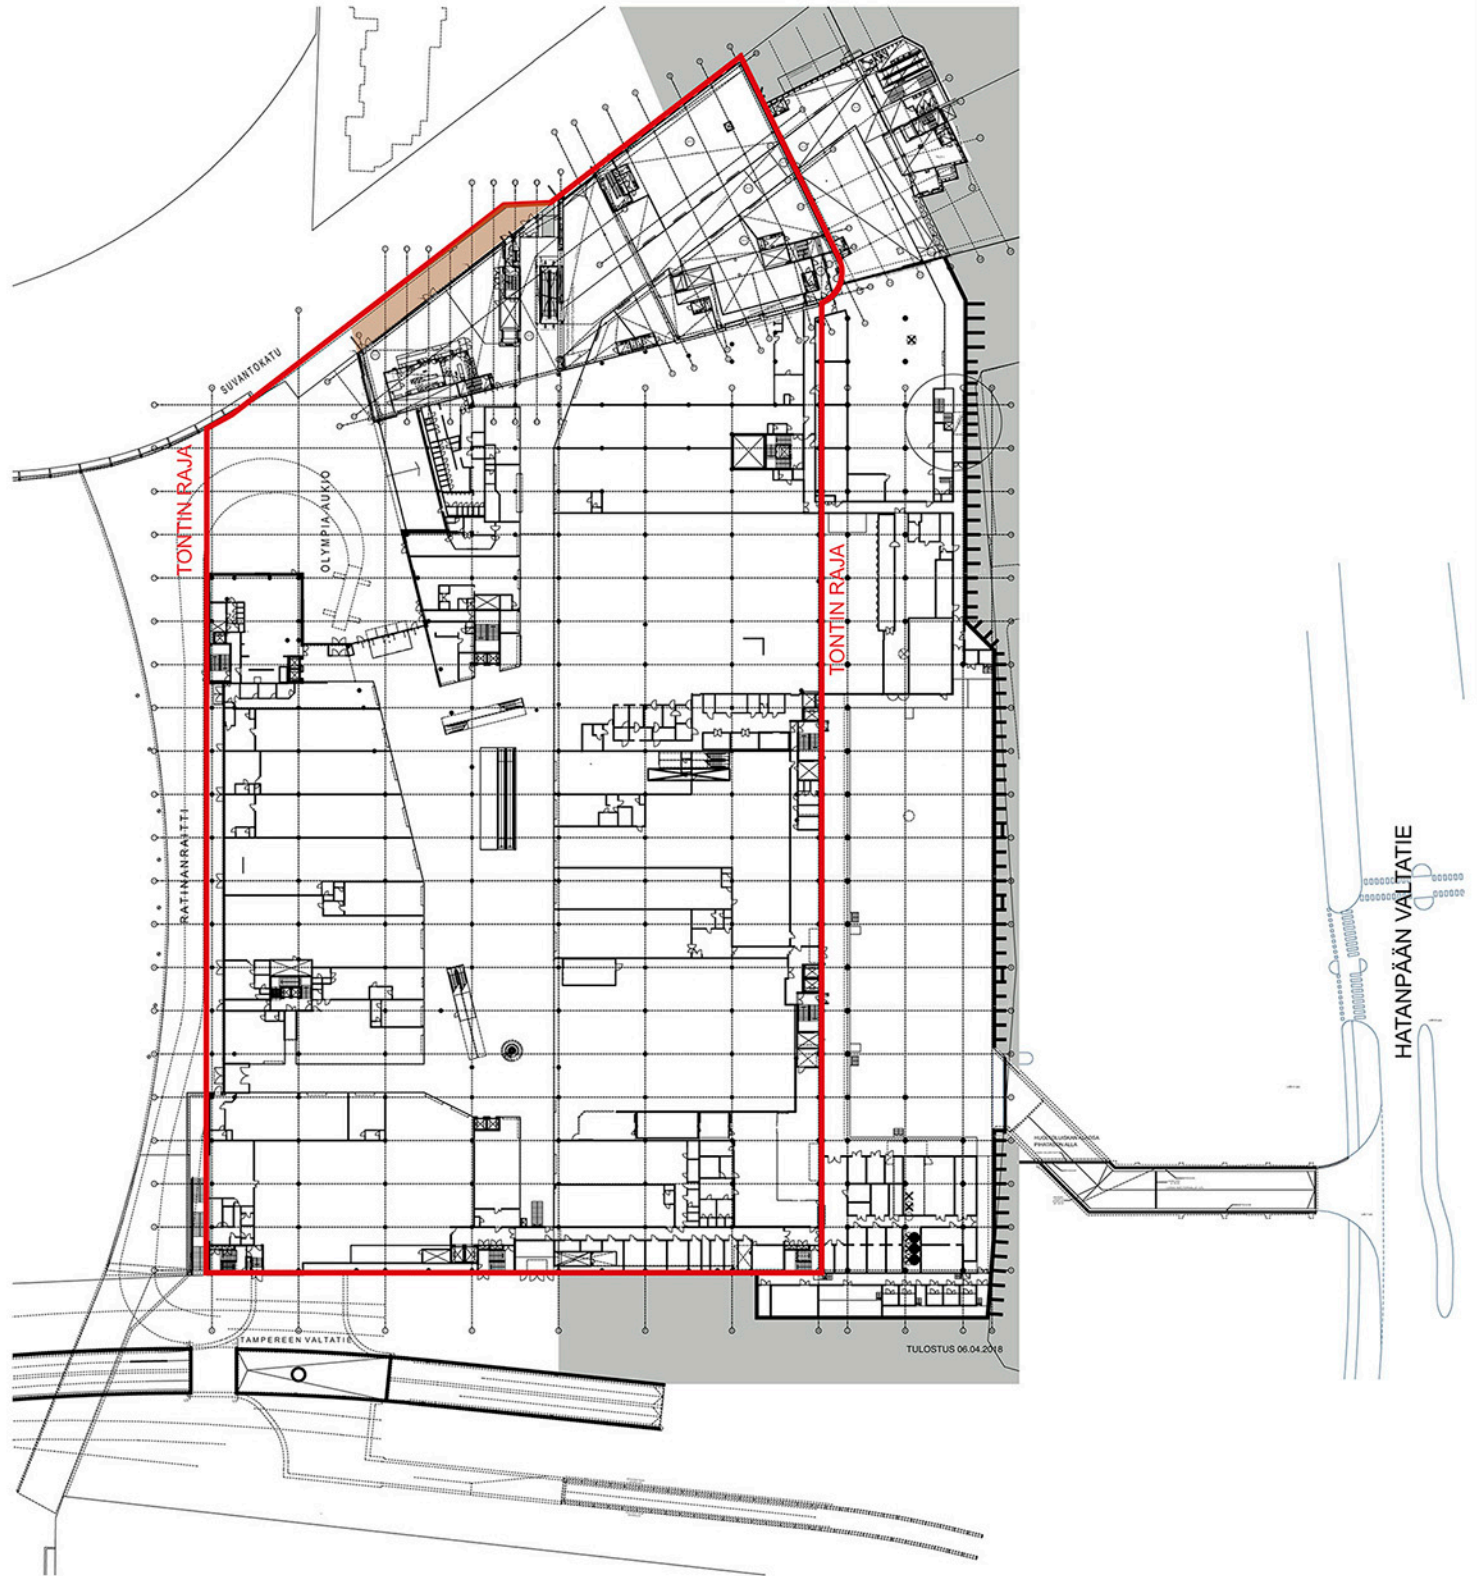 SUVANTOKATU
TONTIN RAJA
OLYMPIA AUKIO
TONTIN RAJA
RATINANRAITTI
HATANPÄÄN VALTATIE
TULOSTUS 06.04.2018
TAMPEREEN VALTATIE